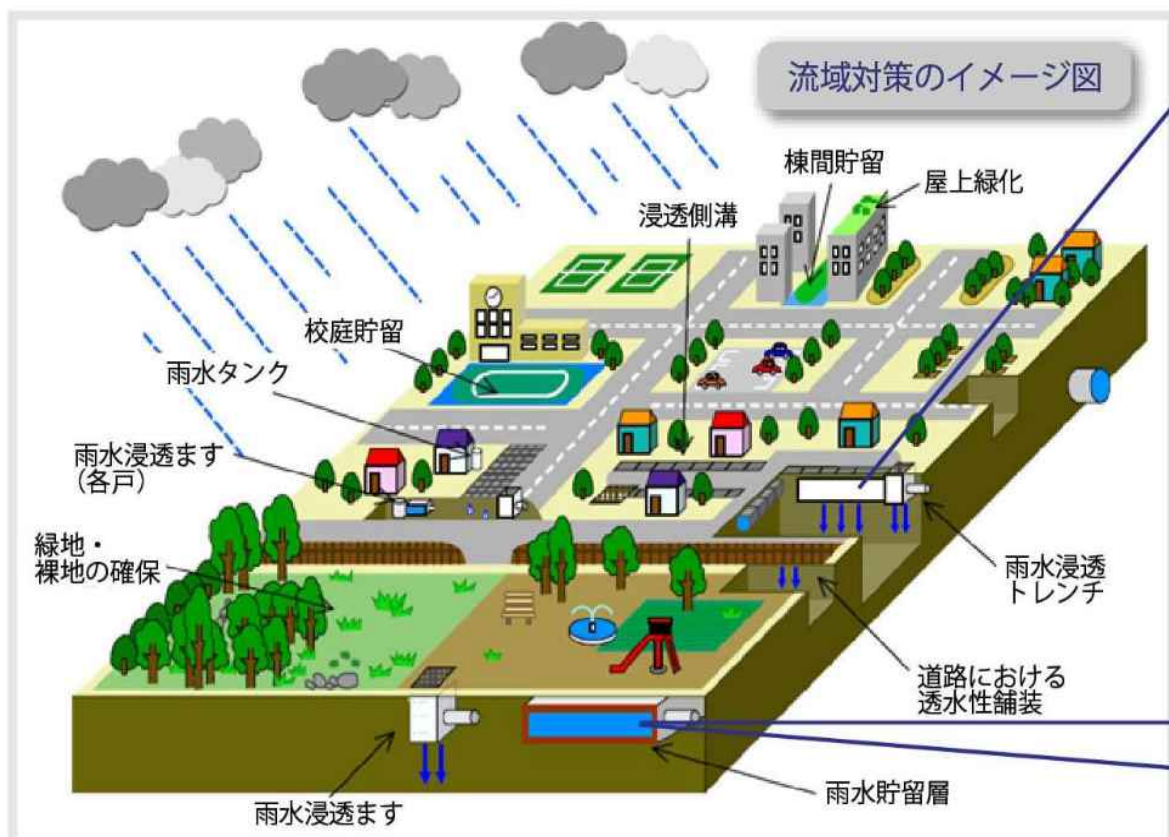 流域対策のイメージ図
棟間貯留
屋上緑化
浸透側溝
校庭貯留
雨水タンク
雨水浸透ます
（各戸）
緑地・
裸地の確保
雨水浸透
トレンチ
道路における
透水性舗装
雨水貯留層
雨水浸透ます